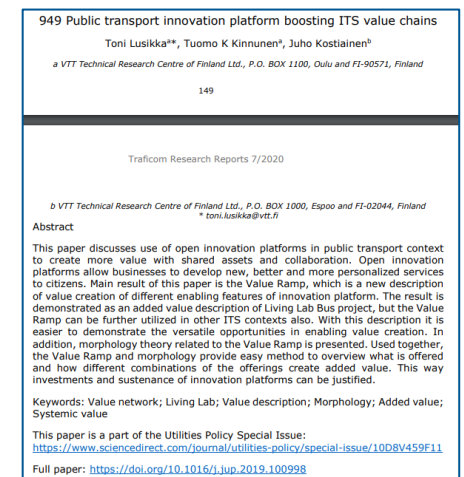 949 Public transport innovation platform boosting ITS value chains
Toni Lusikkaᵃ*, Tuomo K Kinnunenᵃ, Juho Kostiainenᵇ
a VTT Technical Research Centre of Finland Ltd., P.O. BOX 1100, Oulu and FI-90571, Finland
149
Traficom Research Reports 7/2020
b VTT Technical Research Centre of Finland Ltd., P.O. BOX 1000, Espoo and FI-02044, Finland
* toni.lusikka@vtt.fi
Abstract
This paper discusses use of open innovation platforms in public transport context
to create more value with shared assets and collaboration. Open innovation
platforms allow businesses to develop new, better and more personalized services
to citizens. Main result of this paper is the Value Ramp, which is a new description
of value creation of different enabling features of innovation platform. The result is
demonstrated as an added value description of Living Lab Bus project, but the Value
Ramp can be further utilized in other ITS contexts also. With this description it is
easier to demonstrate the versatile opportunities in enabling value creation. In
addition, morphology theory related to the Value Ramp is presented. Used together,
the Value Ramp and morphology provide easy method to overview what is offered
and how different combinations of the offerings create added value. This way
investments and sustenance of innovation platforms can be justified.
Keywords: Value network; Living Lab; Value description; Morphology; Added value;
Systemic value
This paper is a part of the Utilities Policy Special Issue:
https://www.sciencedirect.com/journal/utilities-policy/special-issue/10D8V459F11
Full paper: https://doi.org/10.1016/j.jup.2019.100998